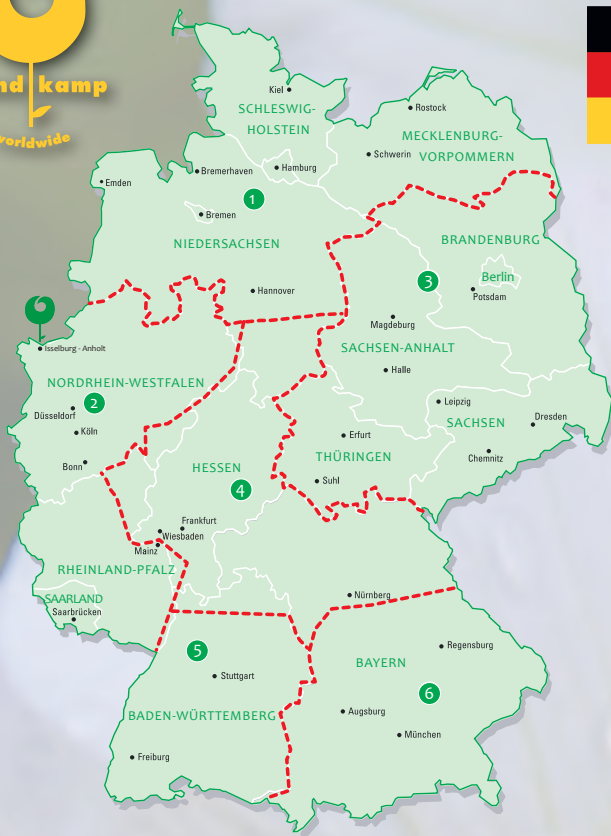 nd kamp
worldwide
Kiel
SCHLESWIG-
HOLSTEIN
Rostock
MECKLENBURG-
VORPOMMERN
Schwerin
Hamburg
Bremerhaven
Emden
1
Bremen
NIEDERSACHSEN
BRANDENBURG
Berlin
3
Potsdam
Hannover
Magdeburg
Isselburg - Anholt
SACHSEN-ANHALT
Halle
NORDRHEIN-WESTFALEN
2
Düsseldorf
Leipzig
Dresden
SACHSEN
Köln
Erfurt
THÜRINGEN
Chemnitz
Bonn
HESSEN
Suhl
4
Frankfurt
Wiesbaden
Mainz
RHEINLAND-PFALZ
SAARLAND
Saarbrücken
Nürnberg
Regensburg
5
BAYERN
Stuttgart
6
Augsburg
BADEN-WÜRTTEMBERG
München
Freiburg